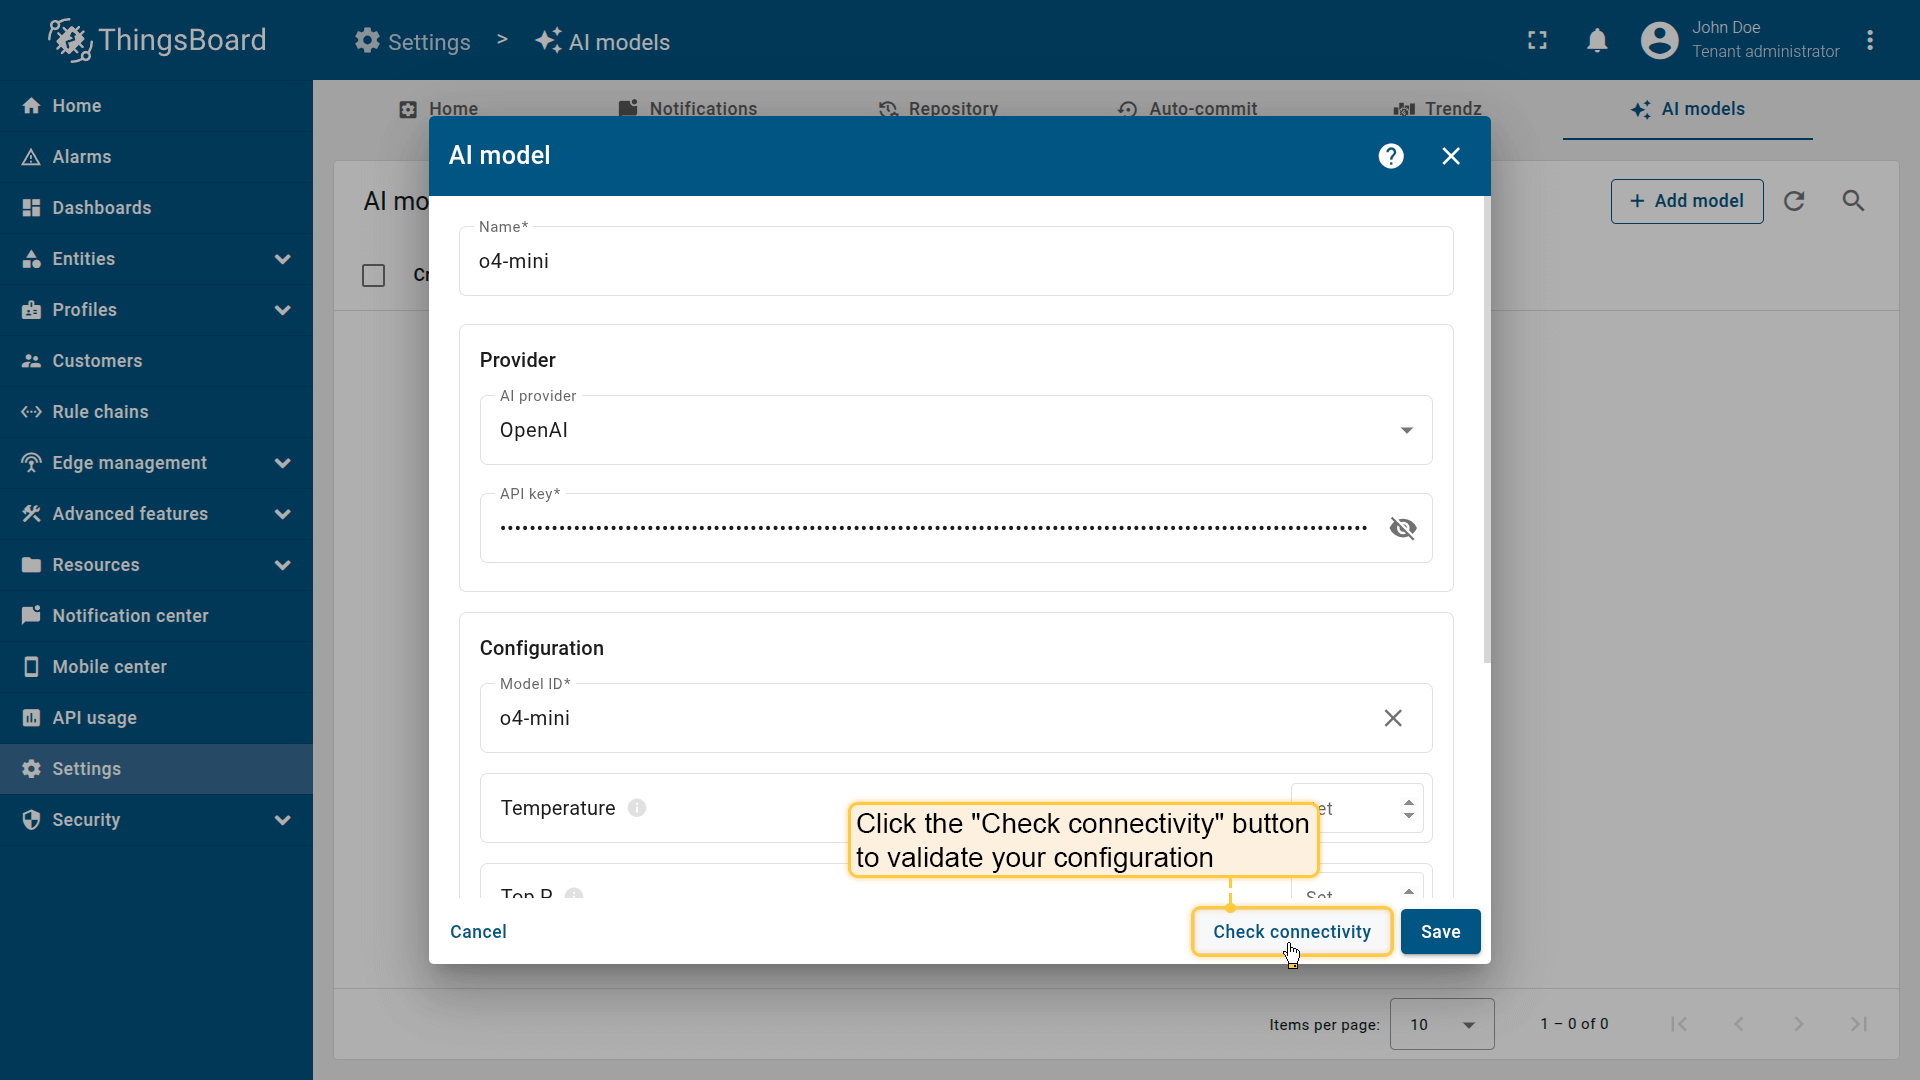 ThingsBoard
Settings > AI models
John Doe
Tenant administrator
Home
Alarms
Dashboards
Entities
Profiles
Customers
Rule chains
Edge management
Advanced features
Resources
Notification center
Mobile center
API usage
Settings
Security
Home
Notifications
Repository
Auto-commit
Trendz
AI models
AI mo
+ Add model
Cr
AI model
Name*
o4-mini
Provider
AI provider
OpenAI
API key*
Configuration
Model ID*
o4-mini
Temperature
et
Click the "Check connectivity" button
to validate your configuration
Top P
Set
Cancel
Check connectivity
Save
Items per page:
10
1 – 0 of 0